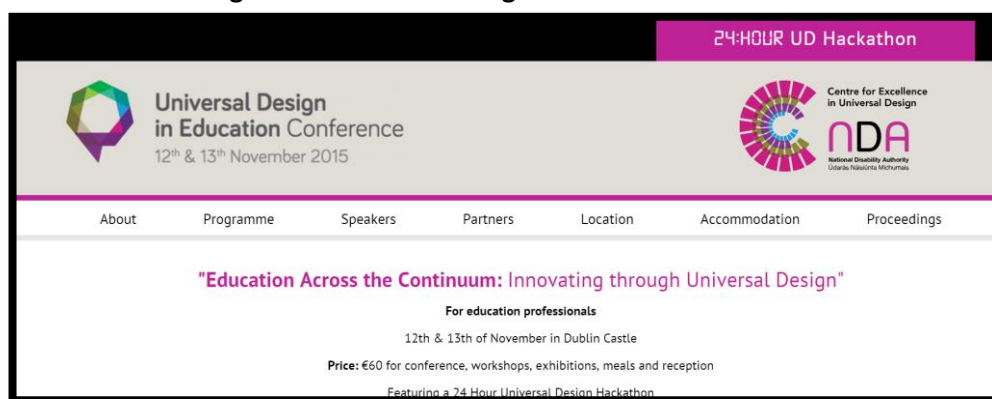 24:HOUR UD Hackathon
Universal Design
in Education Conference
12th & 13th November 2015
Centre for Excellence
in Universal Design
NDA
National Disability Authority
Údarás Náisiúnta Míchumais
About Programme Speakers Partners Location Accommodation Proceedings
"Education Across the Continuum: Innovating through Universal Design"
For education professionals
12th & 13th of November in Dublin Castle
Price: €60 for conference, workshops, exhibitions, meals and reception
Featuring a 24 Hour Universal Design Hackathon